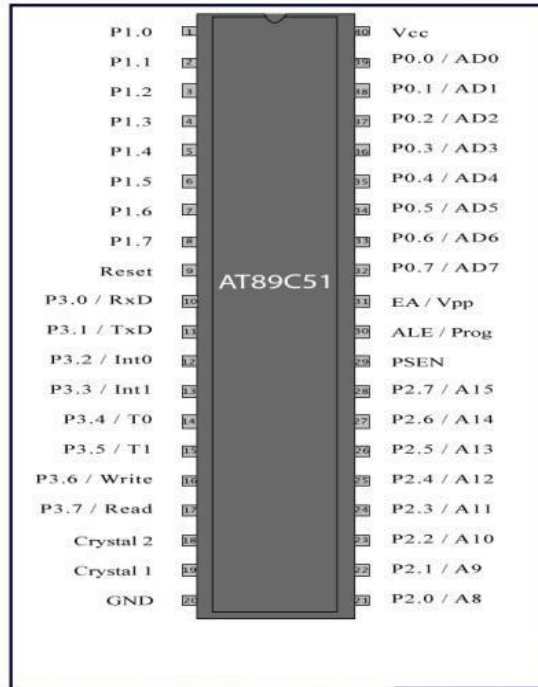 P1.0 1 40 Vcc
P1.1 2 39 P0.0 / AD0
P1.2 3 38 P0.1 / AD1
P1.3 4 37 P0.2 / AD2
P1.4 5 36 P0.3 / AD3
P1.5 6 35 P0.4 / AD4
P1.6 7 34 P0.5 / AD5
P1.7 8 33 P0.6 / AD6
Reset 9 32 P0.7 / AD7
AT89C51
P3.0 / RxD 10 31 EA / Vpp
P3.1 / TxD 11 30 ALE / Prog
P3.2 / Int0 12 29 PSEN
P3.3 / Int1 13 28 P2.7 / A15
P3.4 / T0 14 27 P2.6 / A14
P3.5 / T1 15 26 P2.5 / A13
P3.6 / Write 16 25 P2.4 / A12
P3.7 / Read 17 24 P2.3 / A11
Crystal 2 18 23 P2.2 / A10
Crystal 1 19 22 P2.1 / A9
GND 20 21 P2.0 / A8